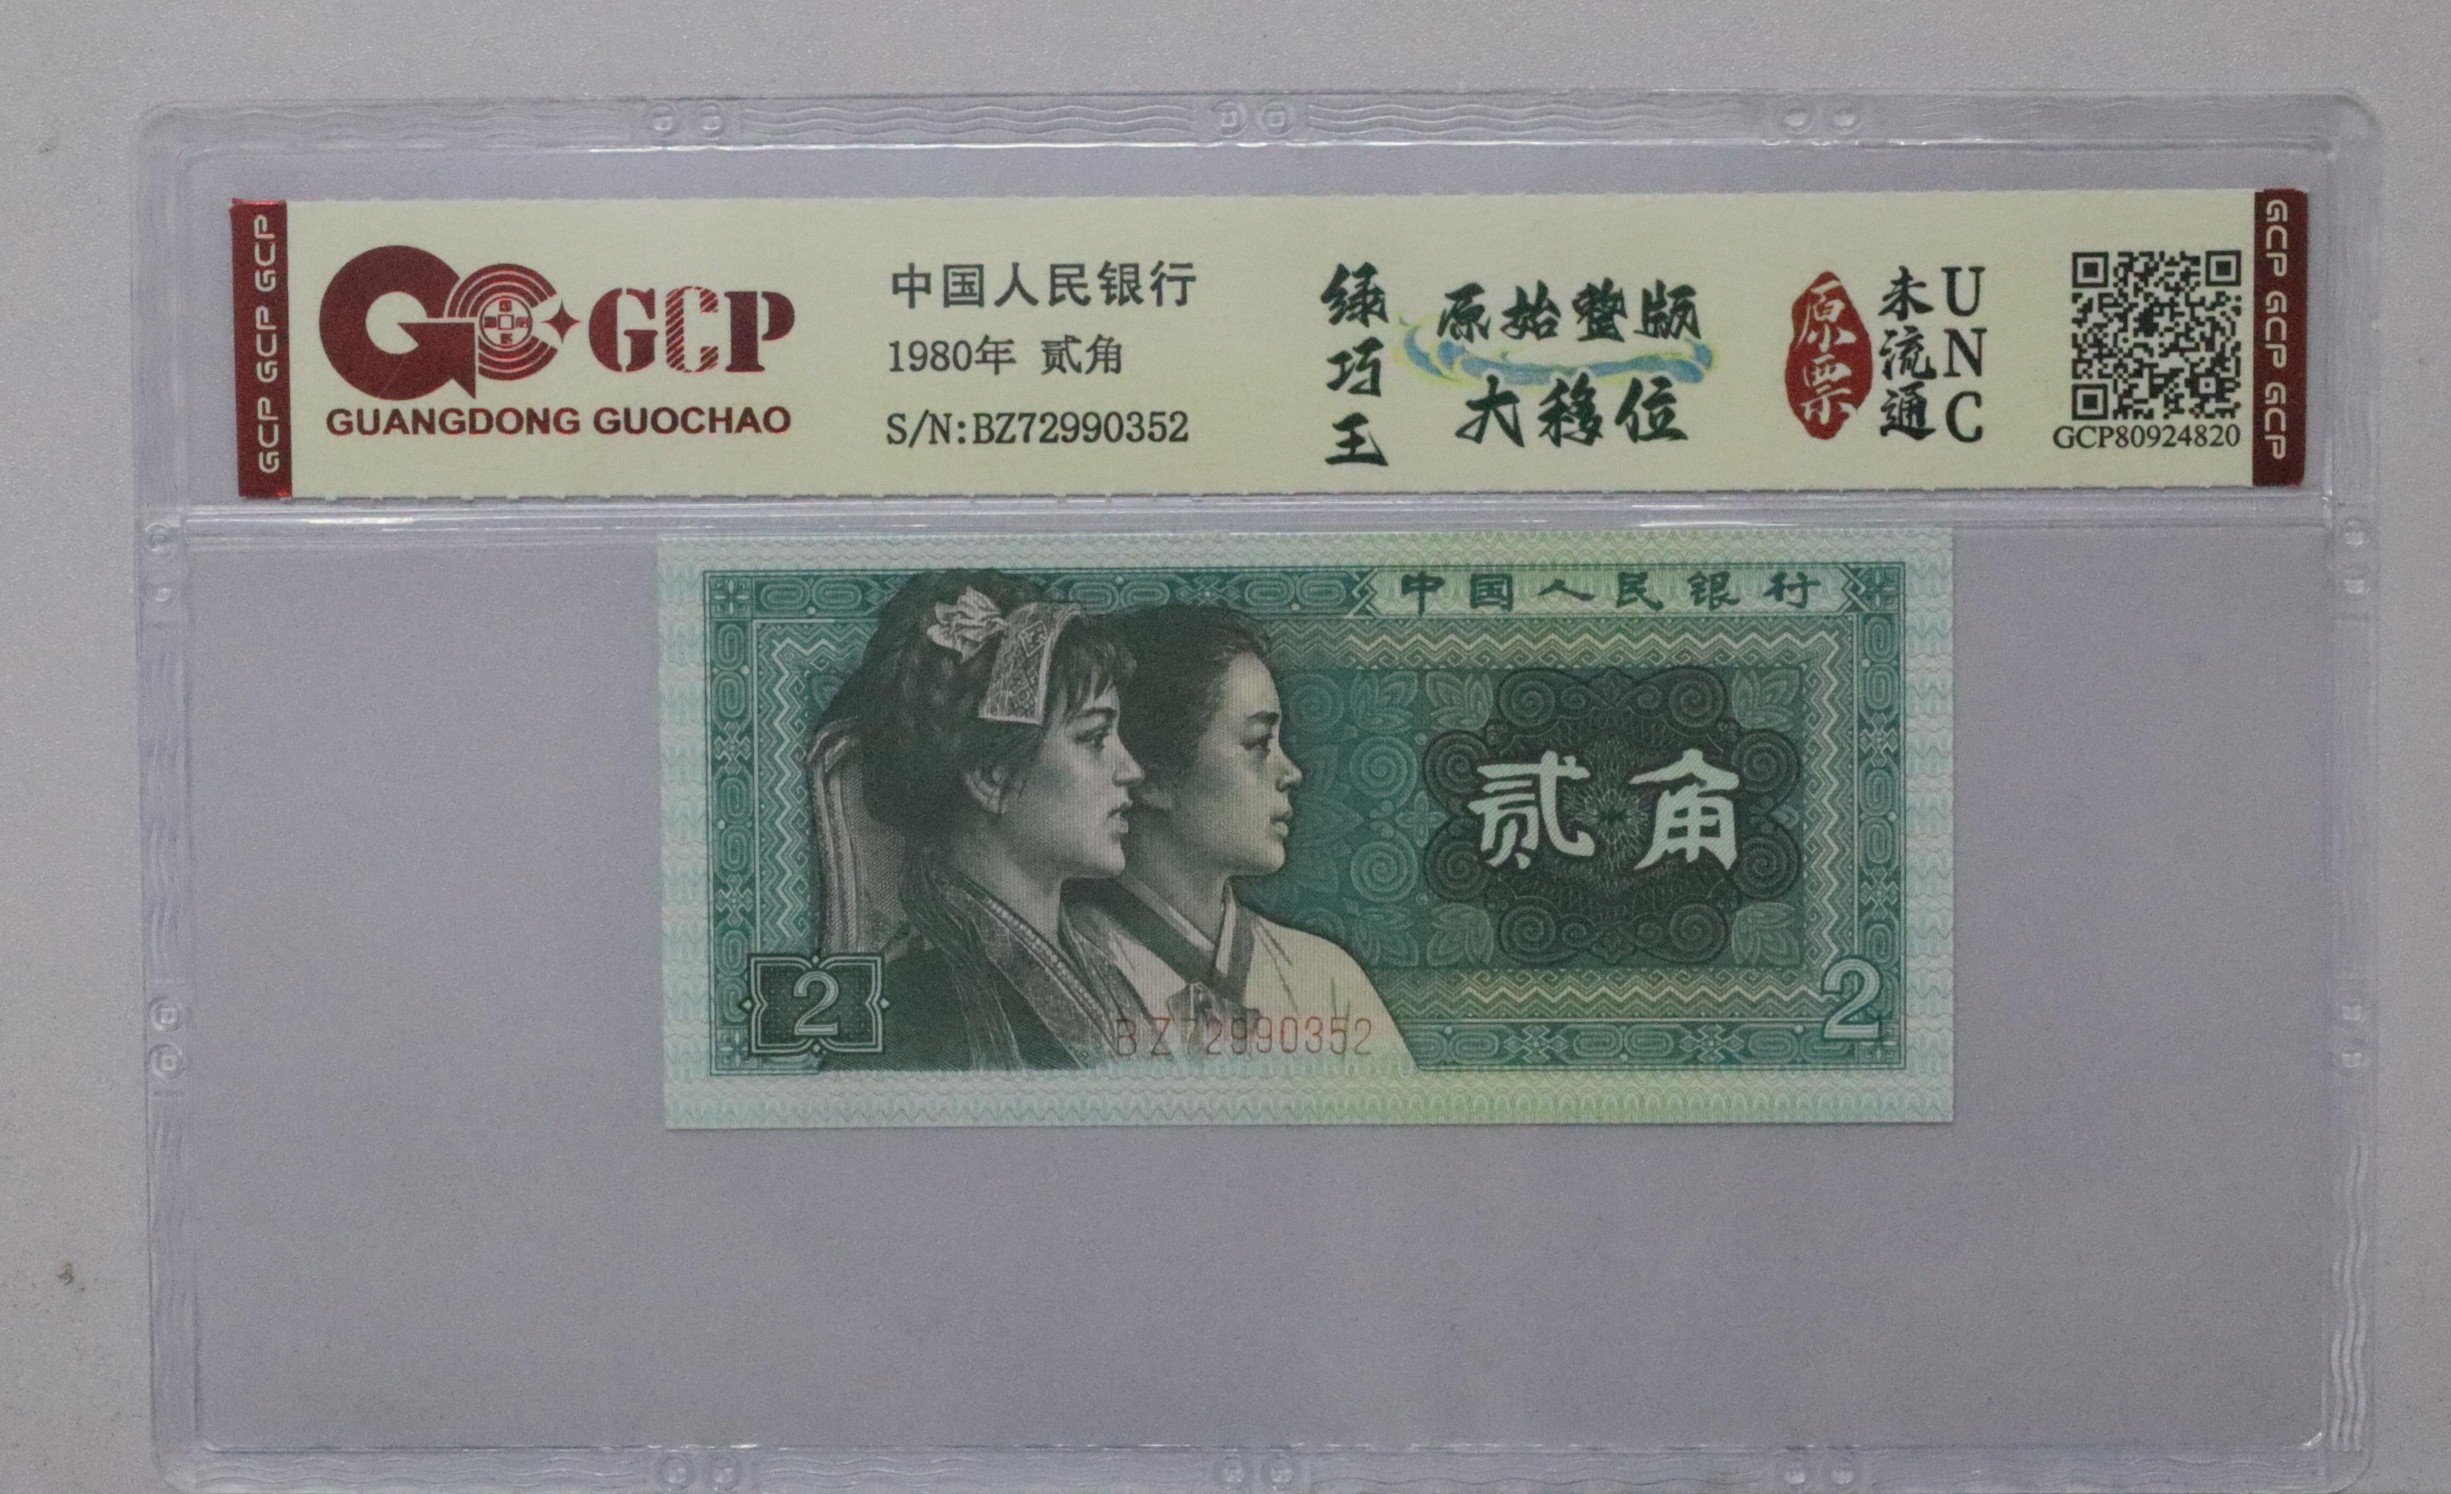 GCP GCP GCP
GCP
GUANGDONG GUOCHAO
中国人民银行
1980年 贰角
S/N:BZ72990352
绿巧王
原始整版
大移位
原票
未流通
UNC
GCP80924820
GCP GCP GCP
中国人民银行
贰角
2
2
BZ72990352